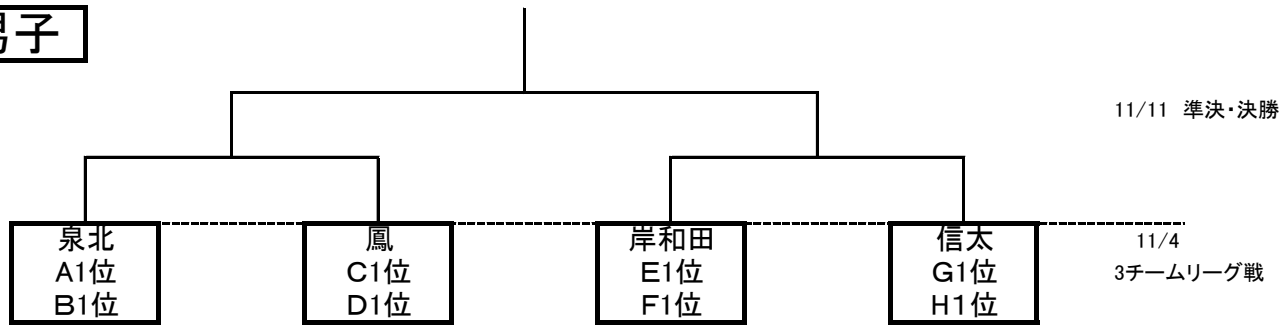 男子
11/11 準決・決勝
泉北
A1位
B1位
鳳
C1位
D1位
岸和田
E1位
F1位
信太
G1位
H1位
11/4
3チームリーグ戦